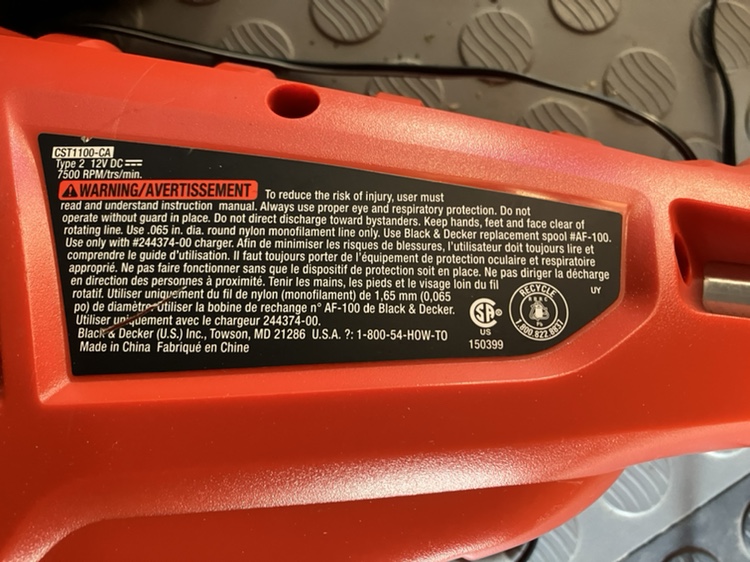 CST1100-CA
Type 2 12V DC
7500 RPM/trs/min.
WARNING/AVERTISSEMENT To reduce the risk of injury, user must
read and understand instruction manual. Always use proper eye and respiratory protection. Do not
operate without guard in place. Do not direct discharge toward bystanders. Keep hands, feet and face clear of
rotating line. Use .065 in. dia. round nylon monofilament line only. Use Black & Decker replacement spool #AF-100.
Use only with #244374-00 charger. Afin de minimiser les risques de blessures, l'utilisateur doit toujours lire et
comprendre le guide d'utilisation. Il faut toujours porter de l'équipement de protection oculaire et respiratoire
approprié. Ne pas faire fonctionner sans que le dispositif de protection soit en place. Ne pas diriger la décharge
en direction des personnes à proximité. Tenir les mains, les pieds et le visage loin du fil
rotatif. Utiliser uniquement du fil de nylon (monofilament) de 1,65 mm (0,065
po) de diamètre. Utiliser la bobine de rechange n° AF-100 de Black & Decker.
Utiliser uniquement avec le chargeur 244374-00.
Black & Decker (U.S.) Inc., Towson, MD 21286 U.S.A. ?: 1-800-54-HOW-TO
Made in China Fabriqué en Chine
SA
US
150399
RECYCLE
Pb
1.800.822.8837
UY